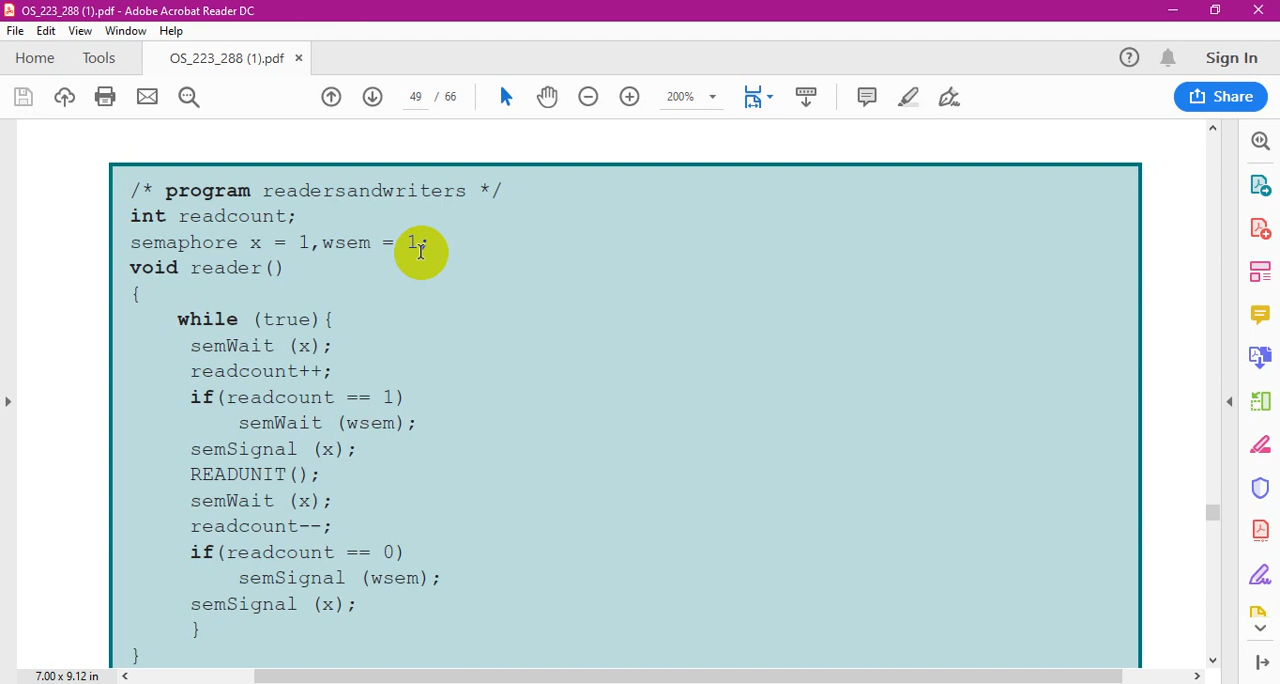 OS_223_288 (1).pdf - Adobe Acrobat Reader DC
File Edit View Window Help
Home Tools OS_223_288 (1).pdf × Sign In
49 / 66 200% Share
/* program readersandwriters */
int readcount;
semaphore x = 1,wsem = 1;
void reader()
{
while (true){
semWait (x);
readcount++;
if(readcount == 1)
semWait (wsem);
semSignal (x);
READUNIT();
semWait (x);
readcount--;
if(readcount == 0)
semSignal (wsem);
semSignal (x);
}
}
7.00 x 9.12 in